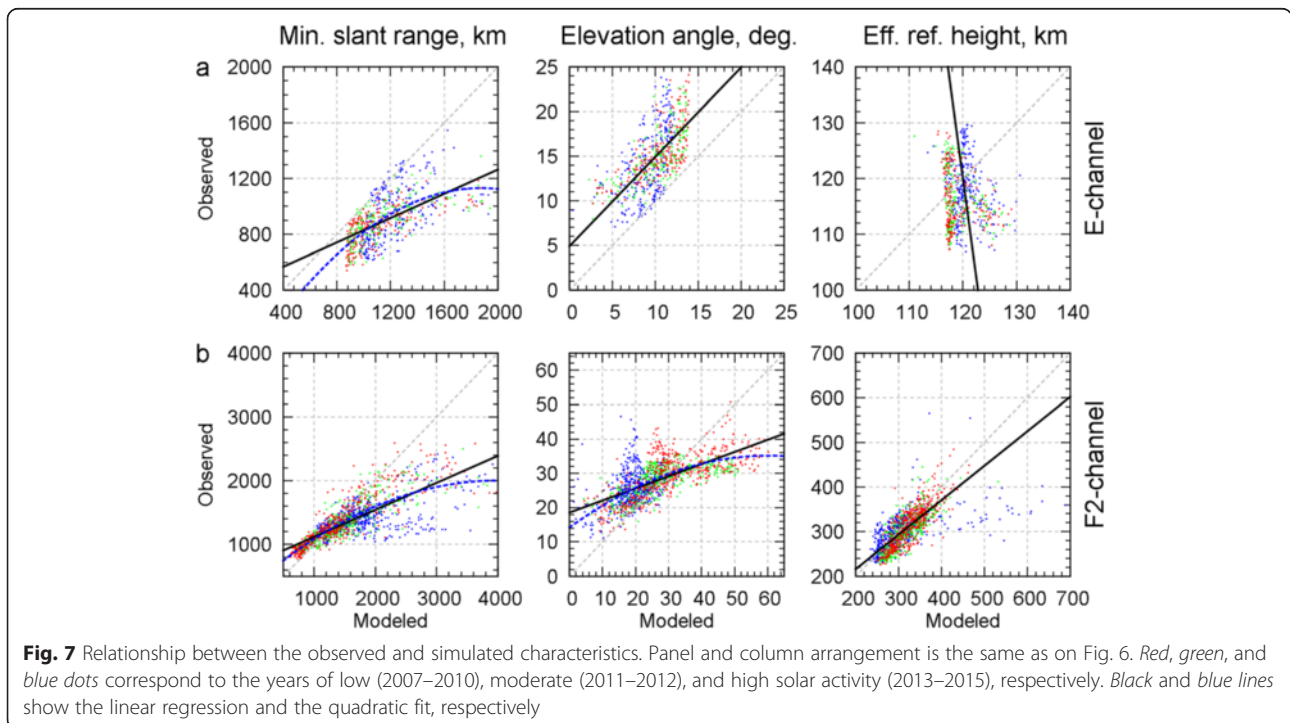 Min. slant range, km Elevation angle, deg. Eff. ref. height, km
a
2000
1600
1200
800
400
Observed
400 800 1200 1600 2000
25
20
15
10
5
0
0 5 10 15 20 25
140
130
120
110
100
100 110 120 130 140
E-channel
b
4000
3000
2000
1000
Observed
1000 2000 3000 4000
Modeled
60
50
40
30
20
10
0
0 10 20 30 40 50 60
Modeled
700
600
500
400
300
200
200 300 400 500 600 700
Modeled
F2-channel
Fig. 7 Relationship between the observed and simulated characteristics. Panel and column arrangement is the same as on Fig. 6. Red, green, and
blue dots correspond to the years of low (2007–2010), moderate (2011–2012), and high solar activity (2013–2015), respectively. Black and blue lines
show the linear regression and the quadratic fit, respectively